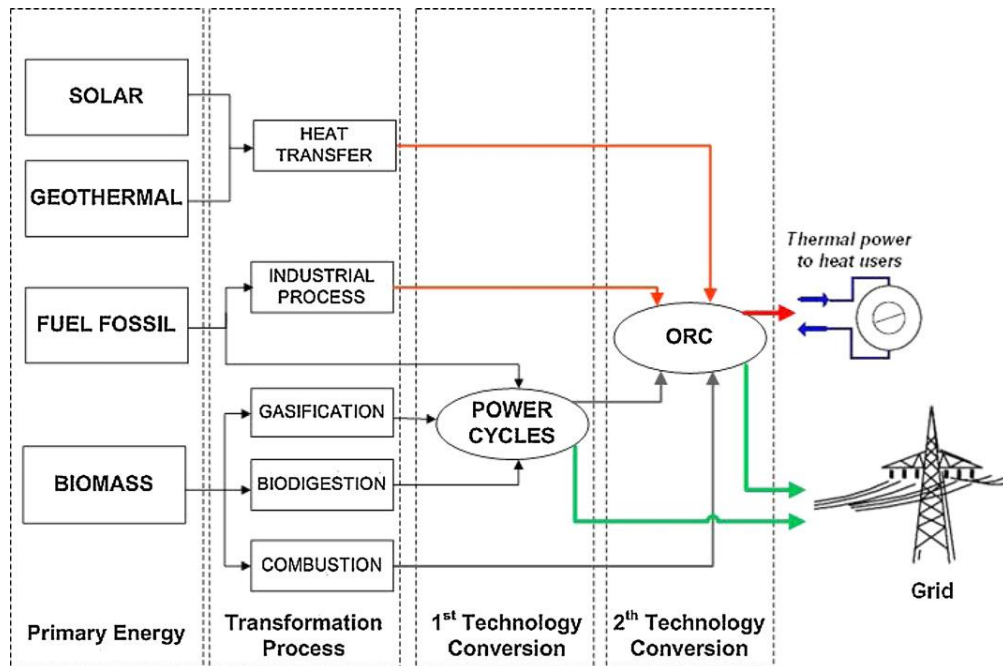 SOLAR
GEOTHERMAL
FUEL FOSSIL
BIOMASS
Primary Energy
HEAT
TRANSFER
INDUSTRIAL
PROCESS
GASIFICATION
BIODIGESTION
COMBUSTION
Transformation
Process
POWER
CYCLES
1st Technology
Conversion
ORC
2th Technology
Conversion
Thermal power
to heat users
Grid